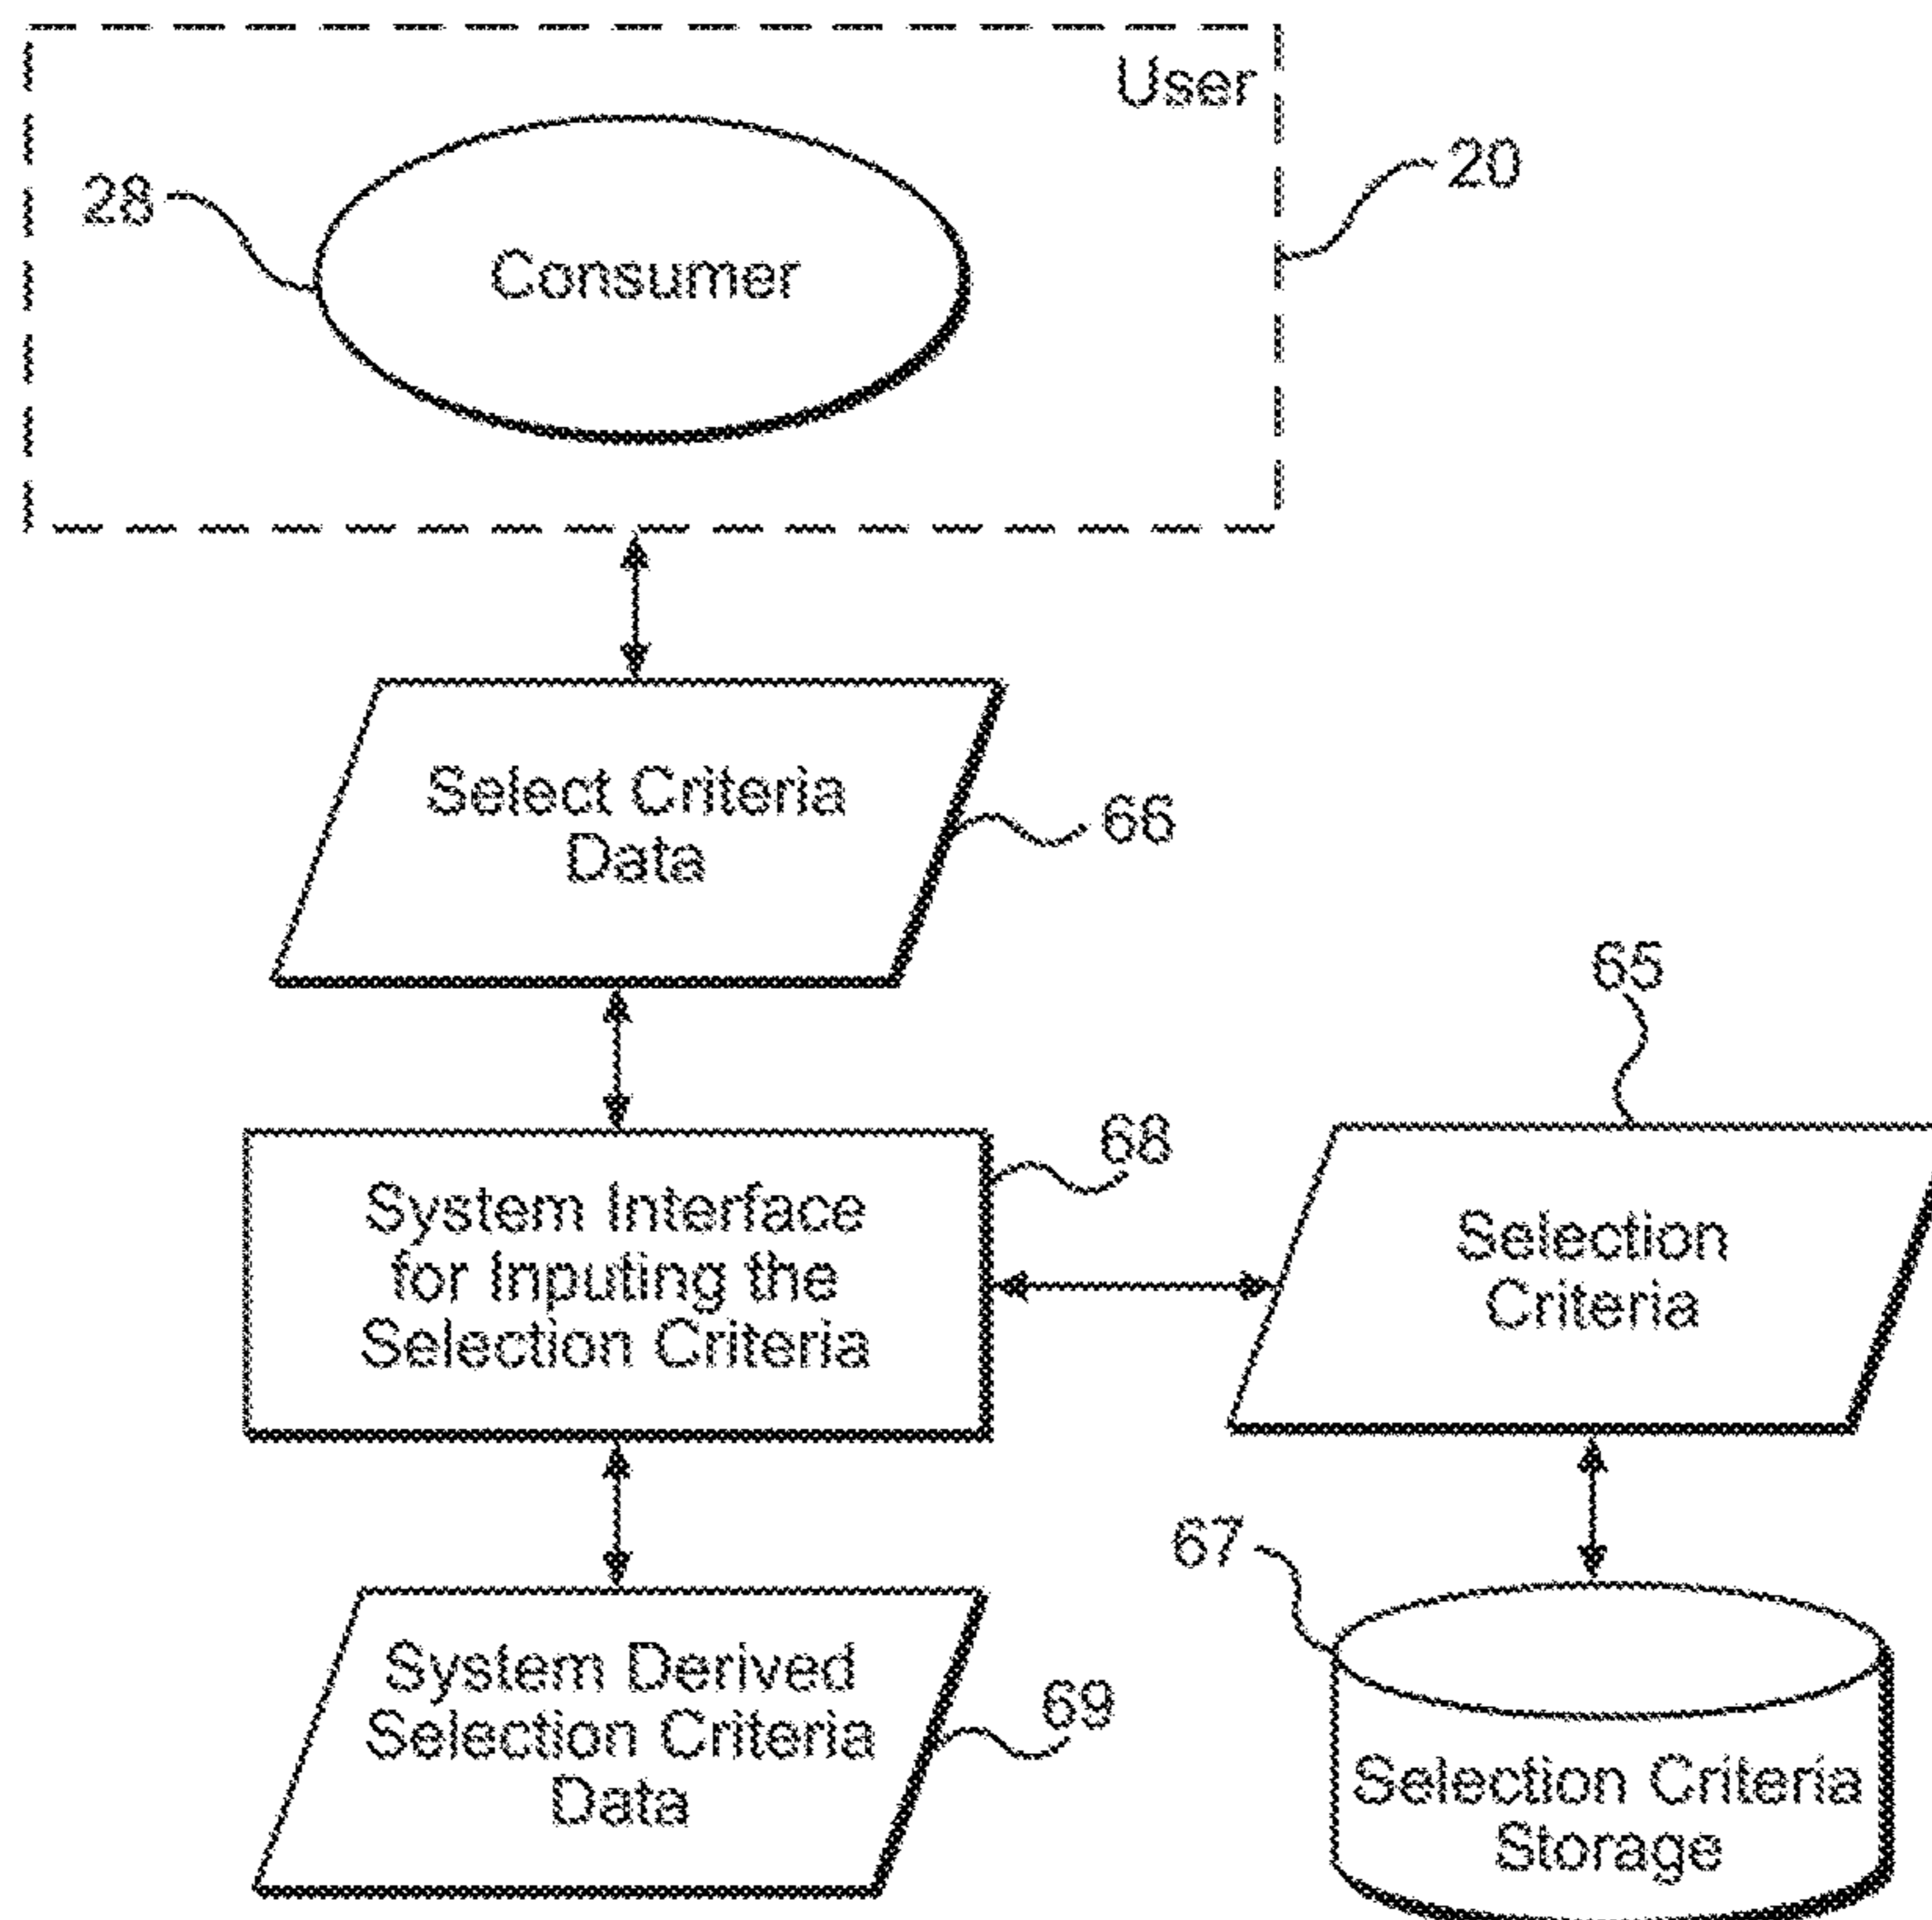 User
20
28
Consumer
Select Criteria
Data
66
65
68
System Interface
for Inputing the
Selection Criteria
Selection
Criteria
67
System Derived
Selection Criteria
Data
69
Selection Criteria
Storage